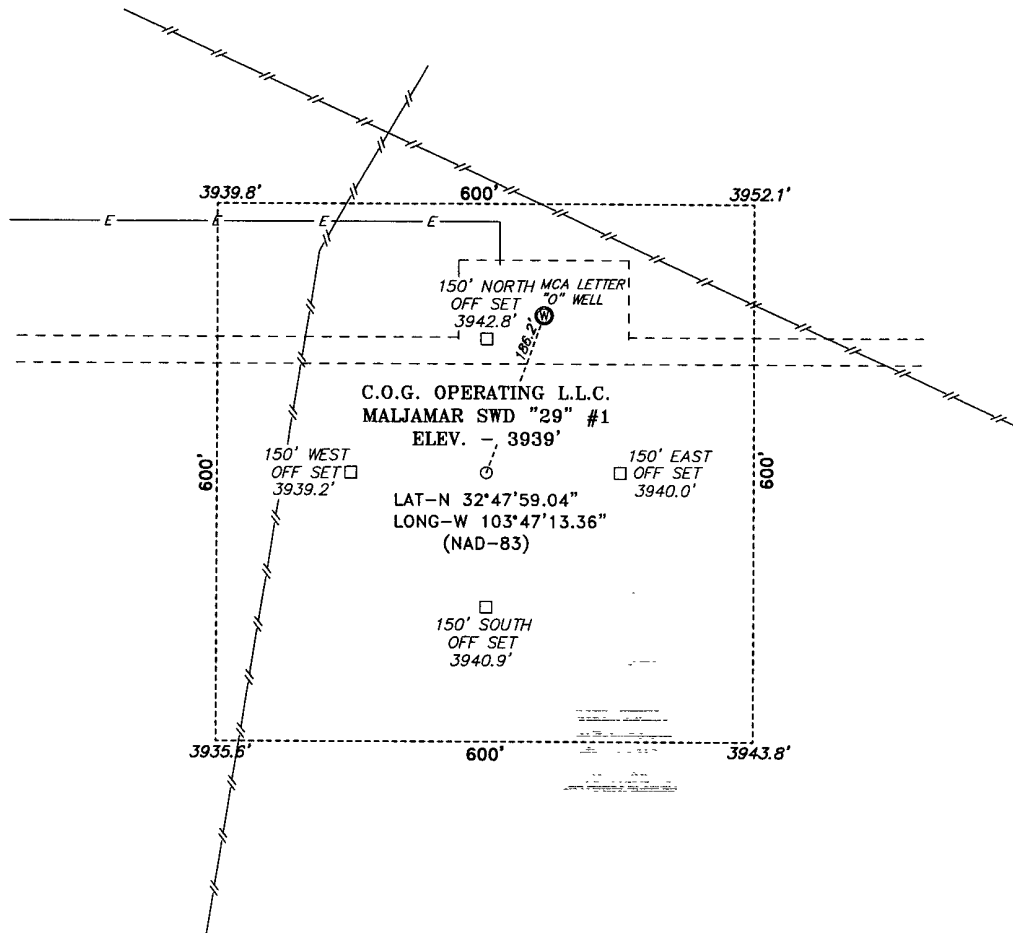 3939.8'
600'
3952.1'
E E E E
150' NORTH
OFF SET
3942.8'
MCA LETTER
"O" WELL
W
186.2'
C.O.G. OPERATING L.L.C.
MALJAMAR SWD "29" #1
ELEV. - 3939'
600'
150' WEST
OFF SET
3939.2'
150' EAST
OFF SET
3940.0'
600'
LAT-N 32°47'59.04"
LONG-W 103°47'13.36"
(NAD-83)
150' SOUTH
OFF SET
3940.9'
3935.6'
600'
3943.8'